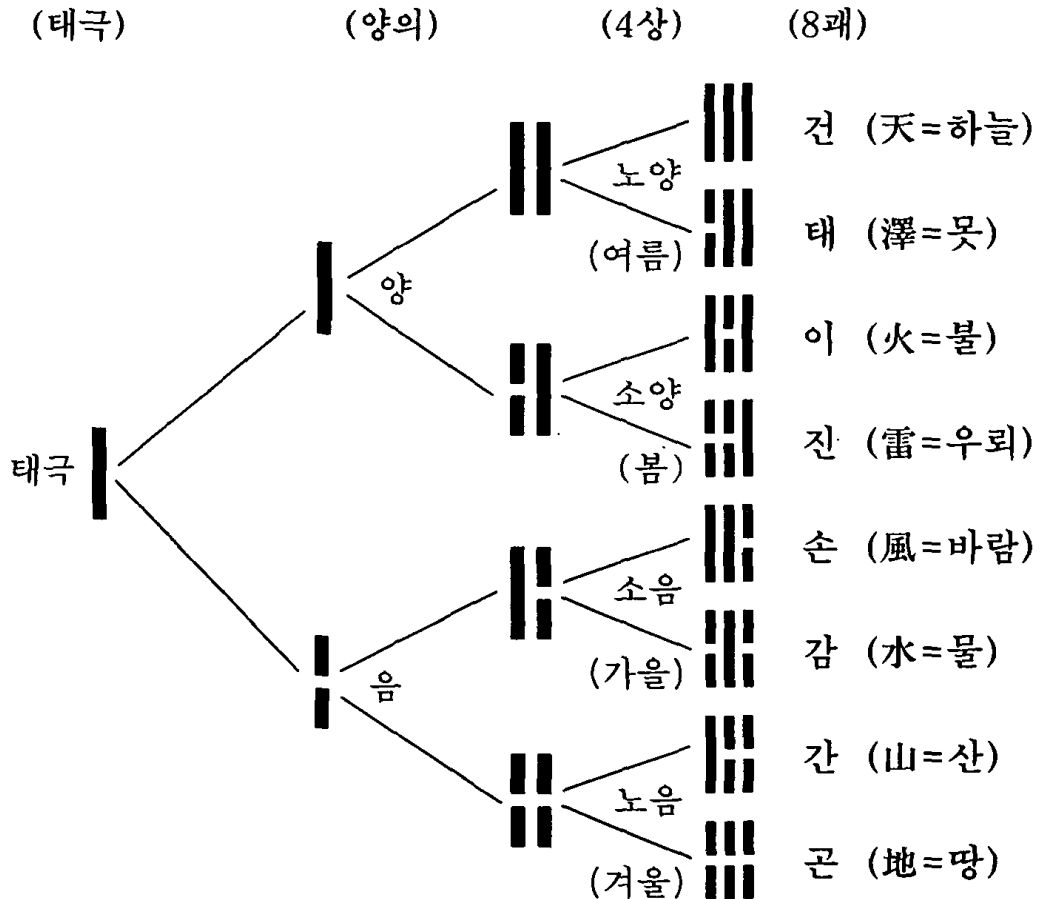 (태극) (양의) (4상) (8괘)
건 (天=하늘)
노양
태 (澤=못)
(여름)
양
이 (火=불)
소양
진 (雷=우뢰)
(봄)
태극
손 (風=바람)
소음
감 (水=물)
(가을)
음
간 (山=산)
노음
곤 (地=땅)
(겨울)